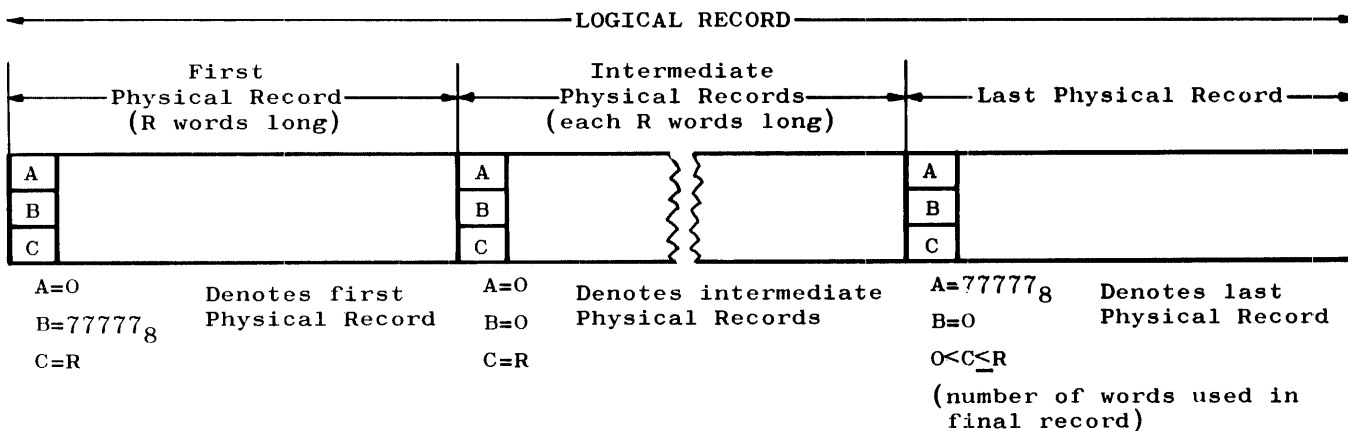 LOGICAL RECORD
First
Physical Record
(R words long)
Intermediate
Physical Records
(each R words long)
Last Physical Record
A
B
C
A
B
C
A
B
C
A=0
B=77777₈
C=R
Denotes first
Physical Record
A=0
B=0
C=R
Denotes intermediate
Physical Records
A=77777₈
B=0
0<C≤R
(number of words used in
final record)
Denotes last
Physical Record